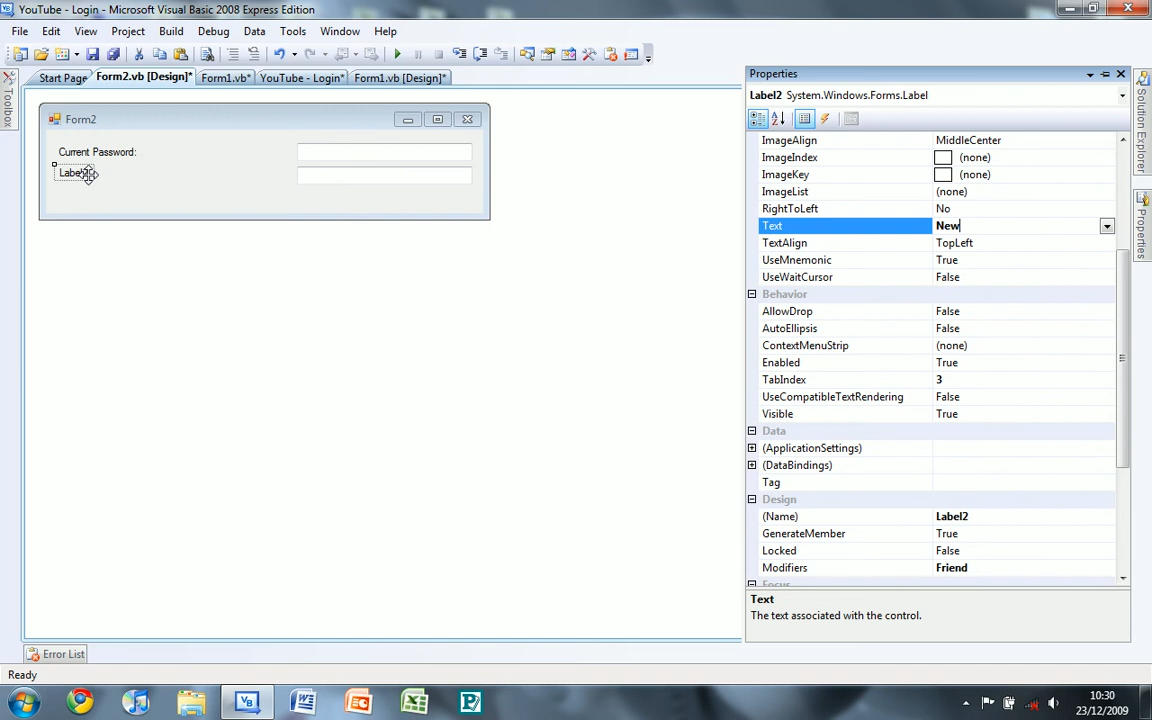 YouTube - Login - Microsoft Visual Basic 2008 Express Edition
File Edit View Project Build Debug Data Tools Window Help
Start Page Form2.vb [Design]* Form1.vb* YouTube - Login* Form1.vb [Design]*
Toolbox
Form2
Current Password:
Properties
Label2 System.Windows.Forms.Label
ImageAlign MiddleCenter
ImageIndex (none)
ImageKey (none)
ImageList (none)
RightToLeft No
Text New
TextAlign TopLeft
UseMnemonic True
UseWaitCursor False
Behavior
AllowDrop False
AutoEllipsis False
ContextMenuStrip (none)
Enabled True
TabIndex 3
UseCompatibleTextRendering False
Visible True
Data
(ApplicationSettings)
(DataBindings)
Tag
Design
(Name) Label2
GenerateMember True
Locked False
Modifiers Friend
Focus
Text
The text associated with the control.
Solution Explorer
Properties
Error List
Ready
10:30
23/12/2009